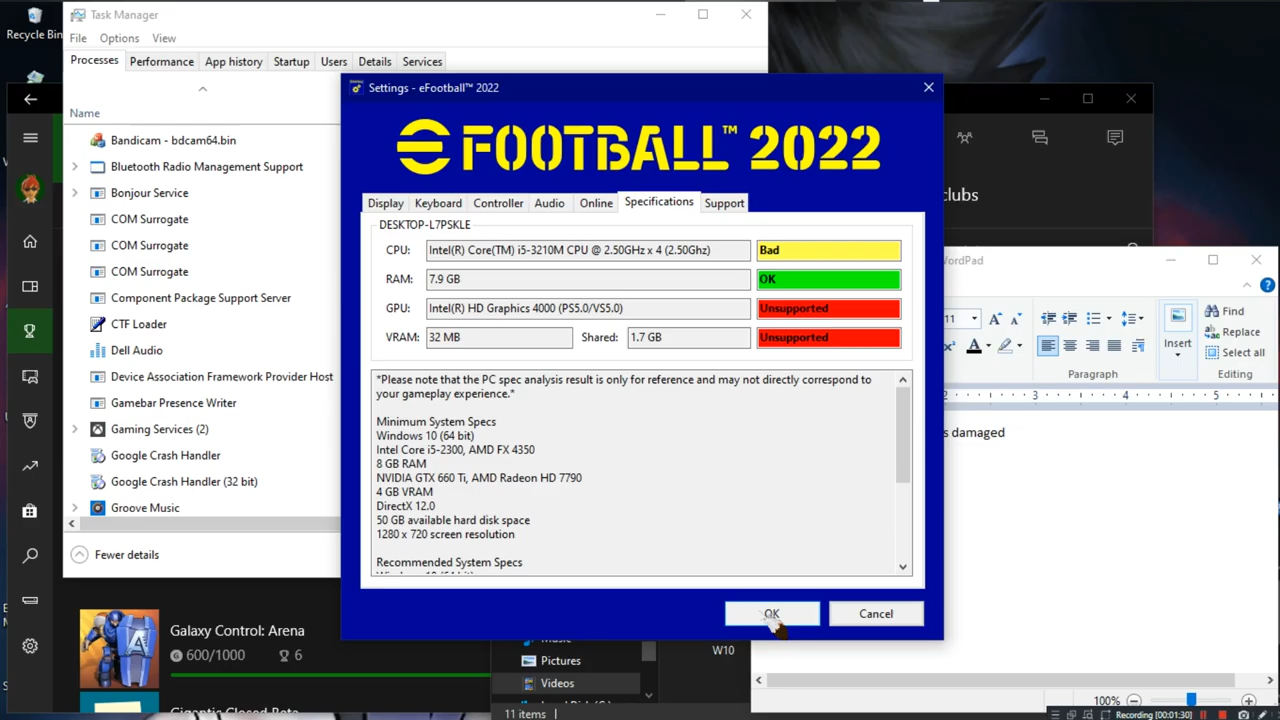 Recycle Bin
Task Manager
File Options View
Processes Performance App history Startup Users Details Services
Name
Bandicam - bdcam64.bin
Bluetooth Radio Management Support
Bonjour Service
COM Surrogate
COM Surrogate
COM Surrogate
Component Package Support Server
CTF Loader
Dell Audio
Device Association Framework Provider Host
Gamebar Presence Writer
Gaming Services (2)
Google Crash Handler
Google Crash Handler (32 bit)
Groove Music
Fewer details
Settings - eFootball™ 2022
eFOOTBALL™ 2022
Display Keyboard Controller Audio Online Specifications Support
DESKTOP-L7PSKLE
CPU: Intel(R) Core(TM) i5-3210M CPU @ 2.50GHz x 4 (2.50Ghz) Bad
RAM: 7.9 GB OK
GPU: Intel(R) HD Graphics 4000 (PS5.0/VS5.0) Unsupported
VRAM: 32 MB Shared: 1.7 GB Unsupported
*Please note that the PC spec analysis result is only for reference and may not directly correspond to
your gameplay experience.*
Minimum System Specs
Windows 10 (64 bit)
Intel Core i5-2300, AMD FX 4350
8 GB RAM
NVIDIA GTX 660 Ti, AMD Radeon HD 7790
4 GB VRAM
DirectX 12.0
50 GB available hard disk space
1280 x 720 screen resolution
Recommended System Specs
OK Cancel
clubs
WordPad
11
Find
Replace
Select all
Insert
Paragraph Editing
2 3 4 5
s damaged
100%
Galaxy Control: Arena
600/1000 6
Gigantic Closed Beta
Music
Pictures
Videos
11 items
W10
Recording [00:01:30]